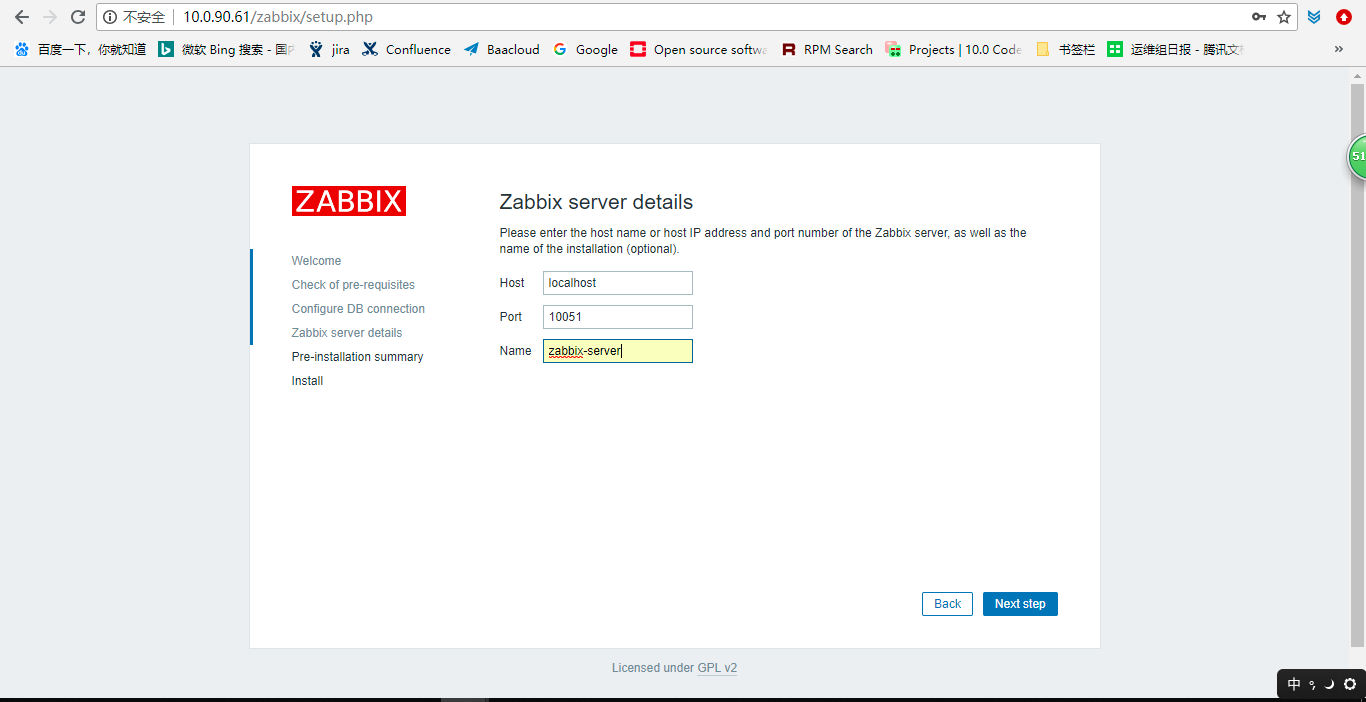 不安全 10.0.90.61/zabbix/setup.php
百度一下，你就知道 微软 Bing 搜索 - 国 jira Confluence Baacloud Google Open source softwa RPM Search Projects | 10.0 Code 书签栏 运维组日报 - 腾讯文 »
51
ZABBIX
Welcome
Check of pre-requisites
Configure DB connection
Zabbix server details
Pre-installation summary
Install
Zabbix server details
Please enter the host name or host IP address and port number of the Zabbix server, as well as the
name of the installation (optional).
Host localhost
Port 10051
Name zabbix-server
Back Next step
Licensed under GPL v2
中